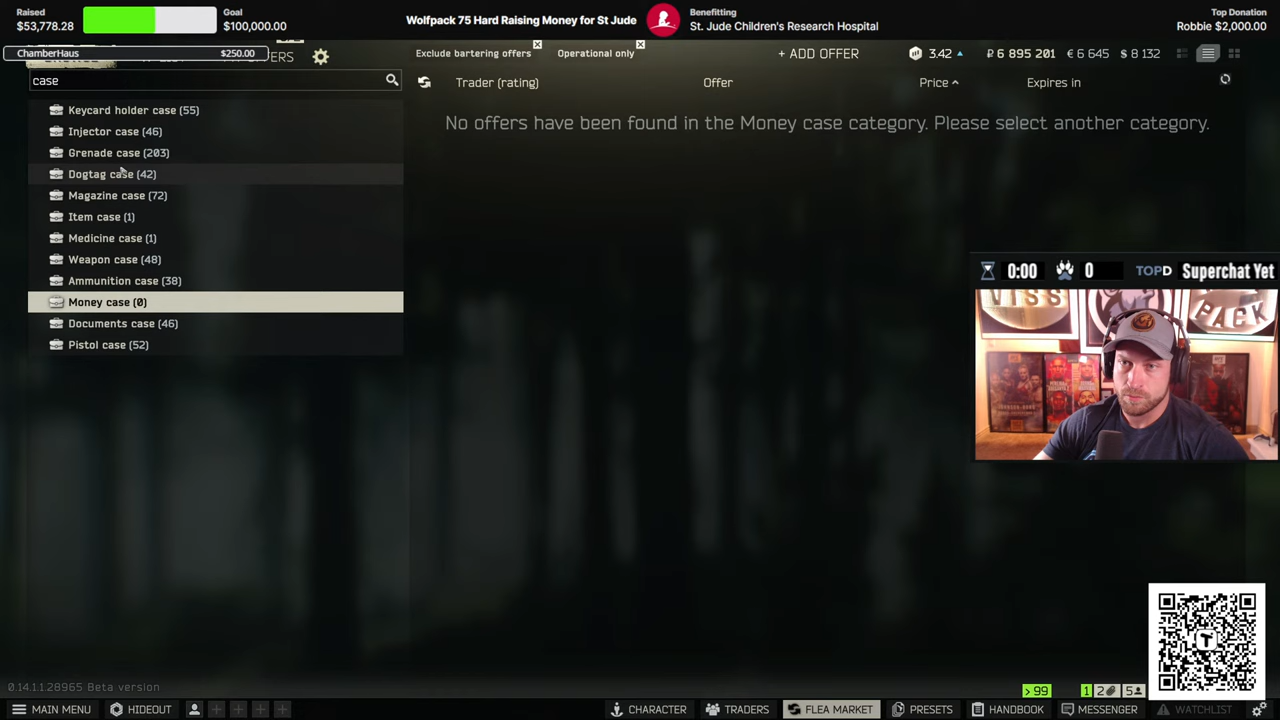 Raised
$53,778.28
Goal
$100,000.00
Wolfpack 75 Hard Raising Money for St Jude
Benefitting
St. Jude Children's Research Hospital
Top Donation
Robbie $2,000.00
ChamberHaus $250.00
Exclude bartering offers
Operational only
+ ADD OFFER
3.42
₽ 6 895 201
€ 6 645
$ 8 132
case
Trader (rating)
Offer
Price
Expires in
No offers have been found in the Money case category. Please select another category.
Keycard holder case (55)
Injector case (46)
Grenade case (203)
Dogtag case (42)
Magazine case (72)
Item case (1)
Medicine case (1)
Weapon case (48)
Ammunition case (38)
Money case (0)
Documents case (46)
Pistol case (52)
0:00
0
TOPD
Superchat Yet
VISS
PACK
0.14.1.1.28965 Beta version
>99
1
2
5
MAIN MENU
HIDEOUT
CHARACTER
TRADERS
FLEA MARKET
PRESETS
HANDBOOK
MESSENGER
WATCHLIST